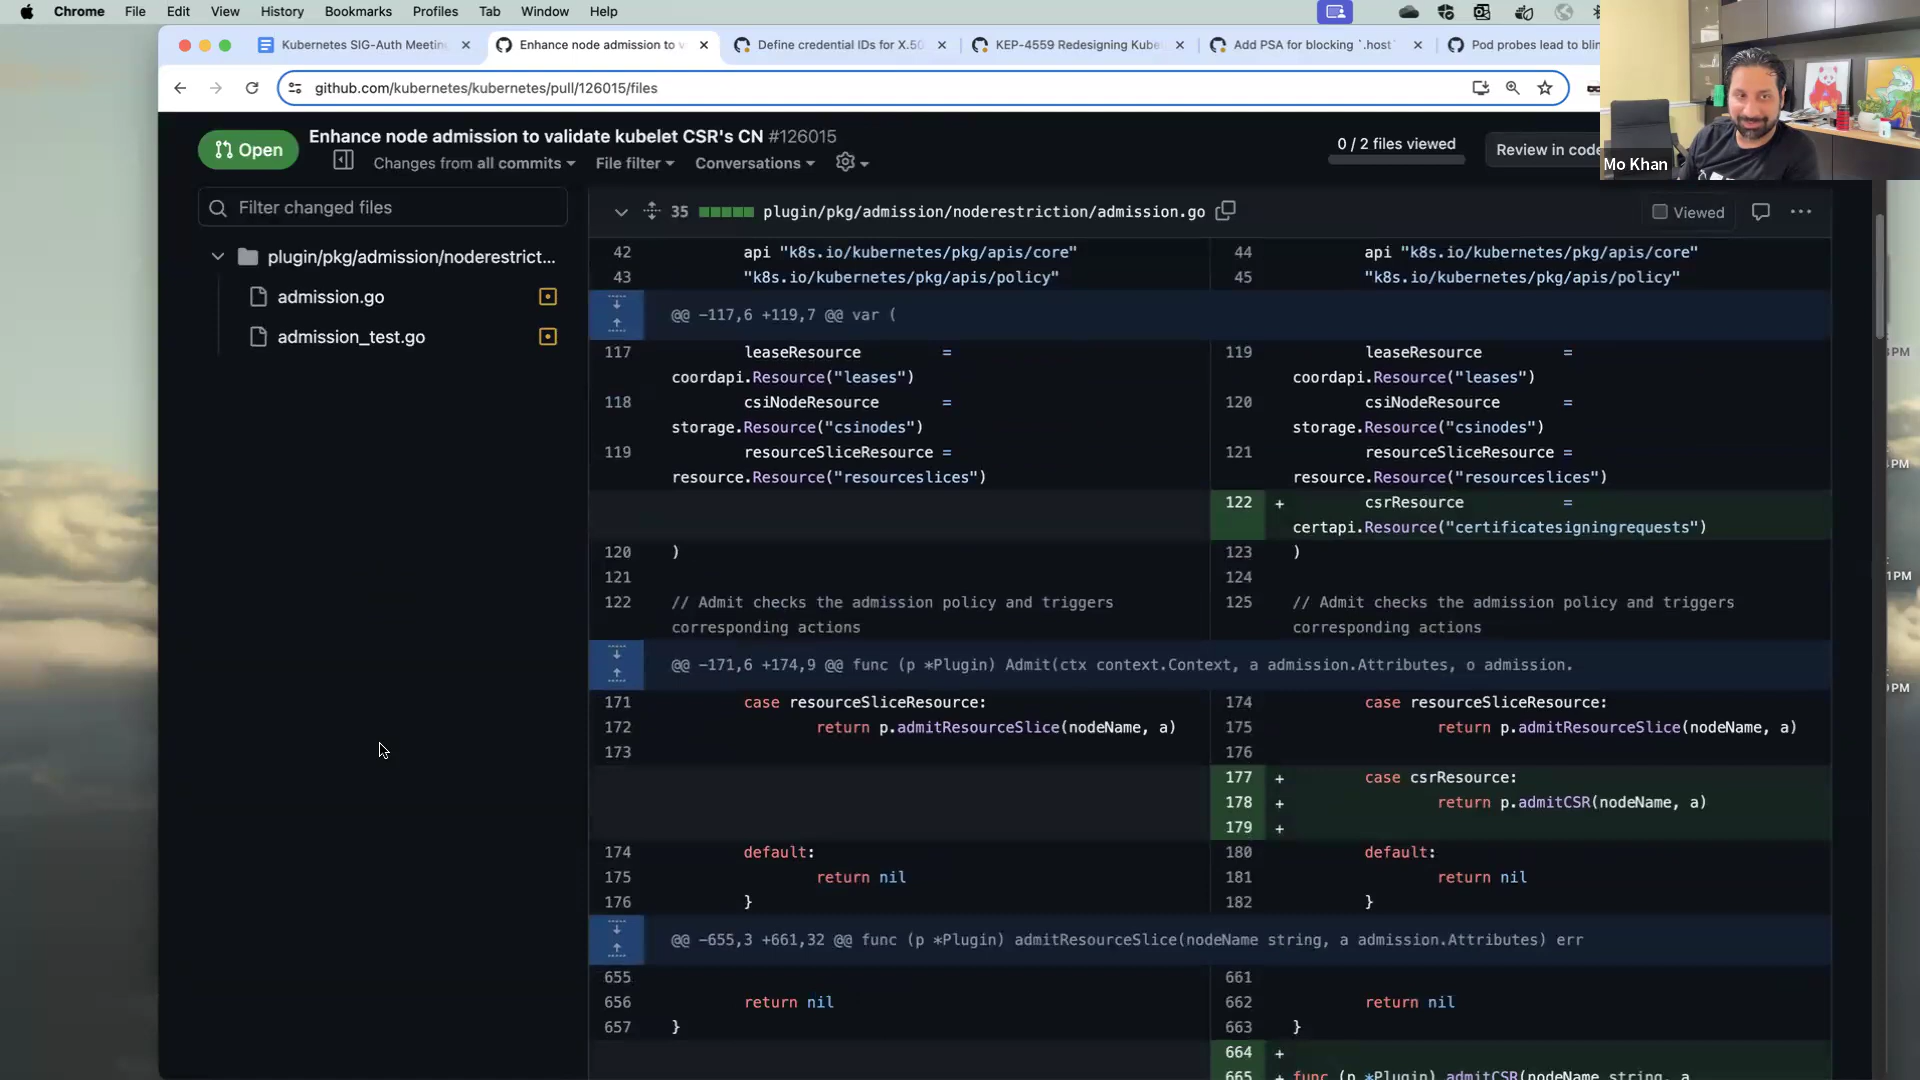 Chrome File Edit View History Bookmarks Profiles Tab Window Help
Kubernetes SIG-Auth Meetin
Enhance node admission to v
Define credential IDs for X.50
KEP-4559 Redesigning Kube
Add PSA for blocking `.host`
Pod probes lead to blin
github.com/kubernetes/kubernetes/pull/126015/files
Open
Enhance node admission to validate kubelet CSR's CN #126015
Changes from all commits File filter Conversations
0 / 2 files viewed
Review in code
Mo Khan
Filter changed files
plugin/pkg/admission/noderestrict...
admission.go
admission_test.go
35 plugin/pkg/admission/noderestriction/admission.go
Viewed
42 api "k8s.io/kubernetes/pkg/apis/core"
44 api "k8s.io/kubernetes/pkg/apis/core"
43 "k8s.io/kubernetes/pkg/apis/policy"
45 "k8s.io/kubernetes/pkg/apis/policy"
@@ -117,6 +119,7 @@ var (
117 leaseResource =
coordapi.Resource("leases")
119 leaseResource =
coordapi.Resource("leases")
118 csiNodeResource =
storage.Resource("csinodes")
120 csiNodeResource =
storage.Resource("csinodes")
119 resourceSliceResource =
resource.Resource("resourceslices")
121 resourceSliceResource =
resource.Resource("resourceslices")
122 + csrResource =
certapi.Resource("certificatesigningrequests")
120 )
123 )
121
124
122 // Admit checks the admission policy and triggers
corresponding actions
125 // Admit checks the admission policy and triggers
corresponding actions
@@ -171,6 +174,9 @@ func (p *Plugin) Admit(ctx context.Context, a admission.Attributes, o admission.
171 case resourceSliceResource:
174 case resourceSliceResource:
172 return p.admitResourceSlice(nodeName, a)
175 return p.admitResourceSlice(nodeName, a)
173
176
177 + case csrResource:
178 + return p.admitCSR(nodeName, a)
179 +
174 default:
180 default:
175 return nil
181 return nil
176 }
182 }
@@ -655,3 +661,32 @@ func (p *Plugin) admitResourceSlice(nodeName string, a admission.Attributes) err
655
661
656 return nil
662 return nil
657 }
663 }
664 +
665 + func (p *Plugin) admitCSR(nodeName string, a